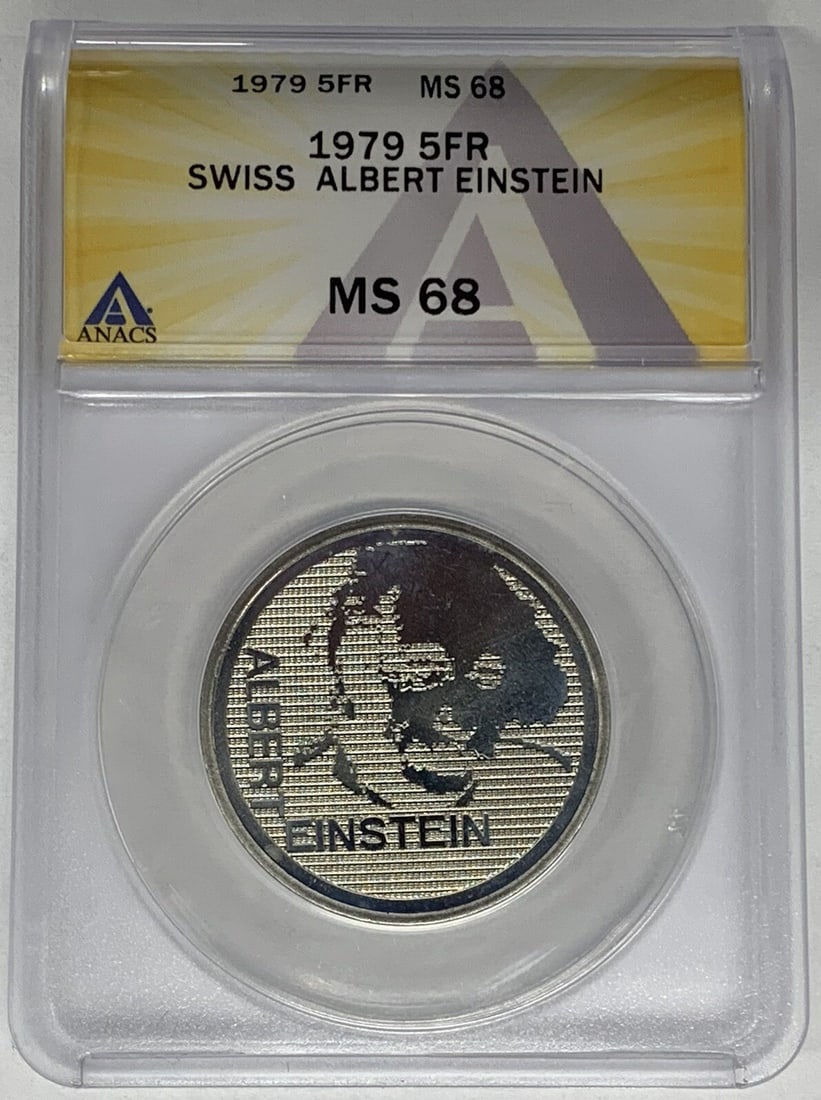 1979 5FR MS 68
1979 5FR
SWISS ALBERT EINSTEIN
MS 68
ANACS
ALBERT
EINSTEIN